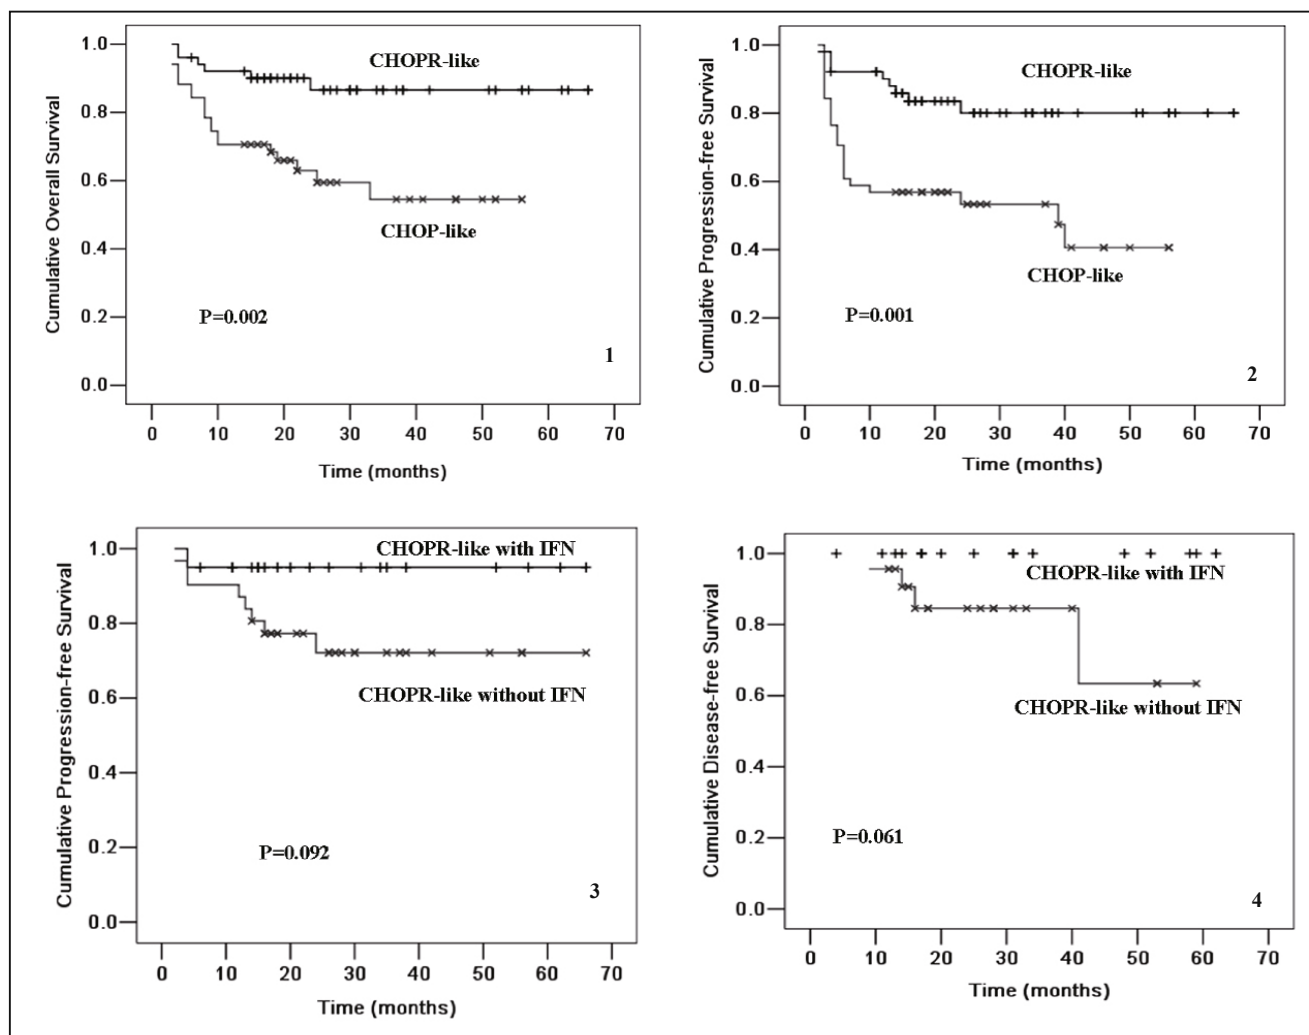 Cumulative Overall Survival
1.0
0.8
0.6
0.4
0.2
0.0
CHOPR-like
CHOP-like
P=0.002
1
0 10 20 30 40 50 60 70
Time (months)
Cumulative Progression-free Survival
1.0
0.8
0.6
0.4
0.2
0.0
CHOPR-like
CHOP-like
P=0.001
2
0 10 20 30 40 50 60 70
Time (months)
Cumulative Progression-free Survival
1.0
0.8
0.6
0.4
0.2
0.0
CHOPR-like with IFN
CHOPR-like without IFN
P=0.092
3
0 10 20 30 40 50 60 70
Time (months)
Cumulative Disease-free Survival
1.0
0.8
0.6
0.4
0.2
0.0
CHOPR-like with IFN
CHOPR-like without IFN
P=0.061
4
0 10 20 30 40 50 60 70
Time (months)